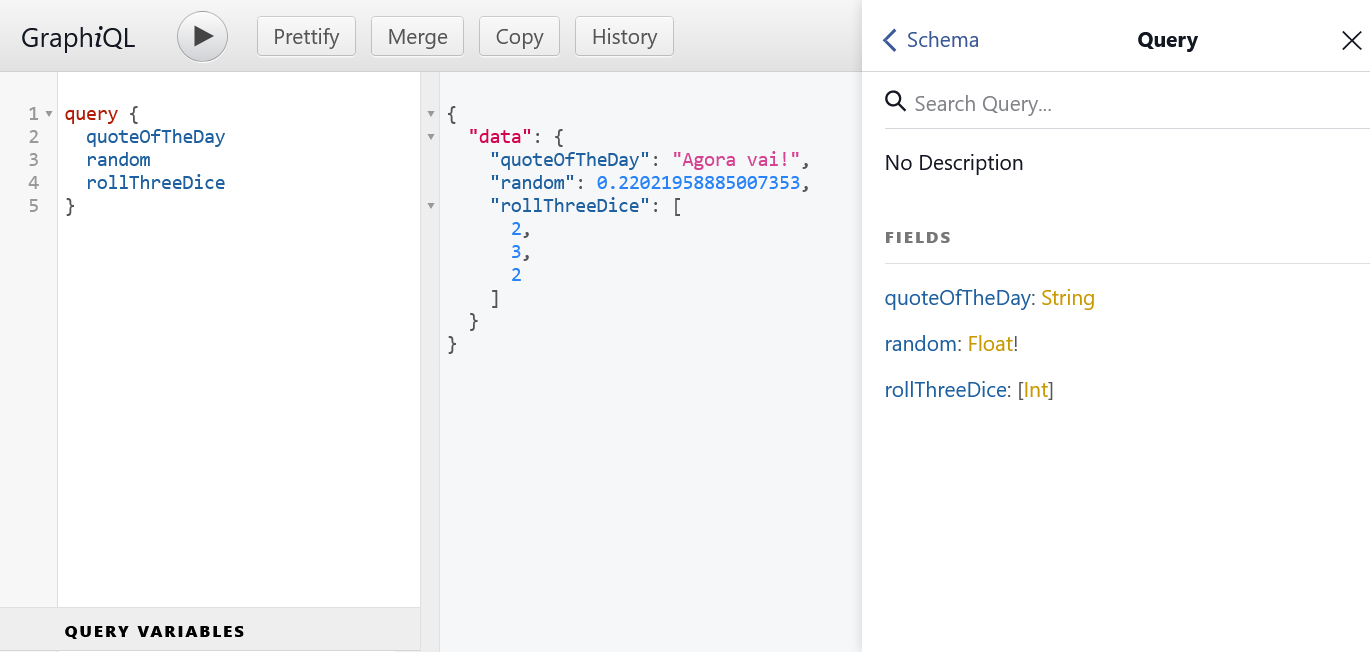 GraphiQL
Prettify
Merge
Copy
History
1 query {
2   quoteOfTheDay
3   random
4   rollThreeDice
5 }
QUERY VARIABLES
{
  "data": {
    "quoteOfTheDay": "Agora vai!",
    "random": 0.22021958885007353,
    "rollThreeDice": [
      2,
      3,
      2
    ]
  }
}
Schema
Query
Search Query...
No Description
FIELDS
quoteOfTheDay: String
random: Float!
rollThreeDice: [Int]